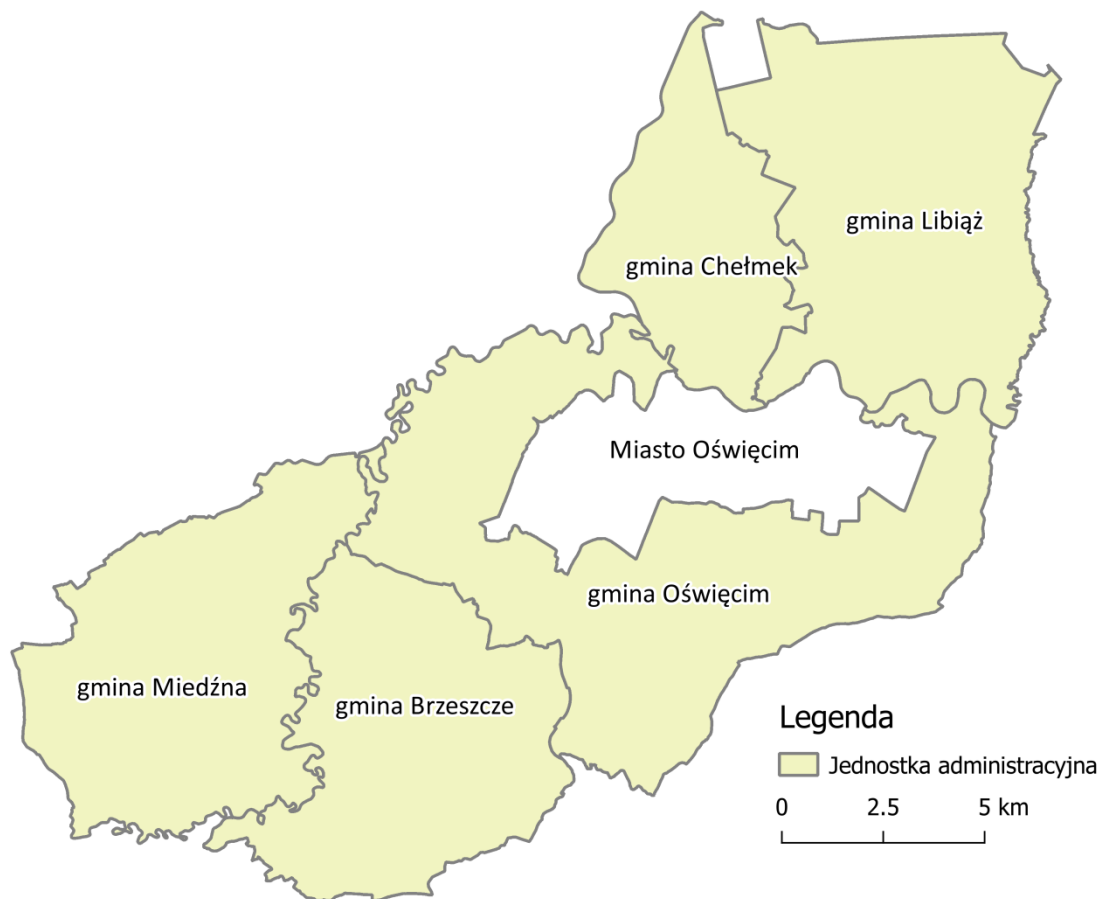 gmina Libiąż
gmina Chełmek
Miasto Oświęcim
gmina Oświęcim
gmina Miedźna
gmina Brzeszcze
Legenda
Jednostka administracyjna
0 2.5 5 km